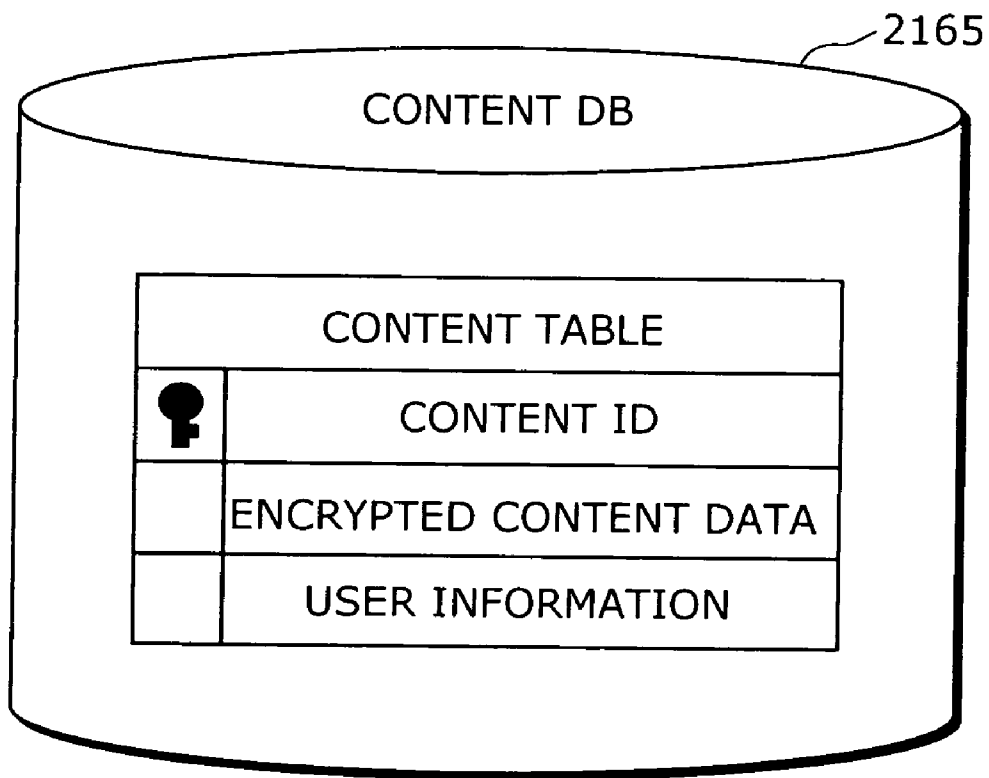 2165
CONTENT DB
CONTENT TABLE
CONTENT ID
ENCRYPTED CONTENT DATA
USER INFORMATION